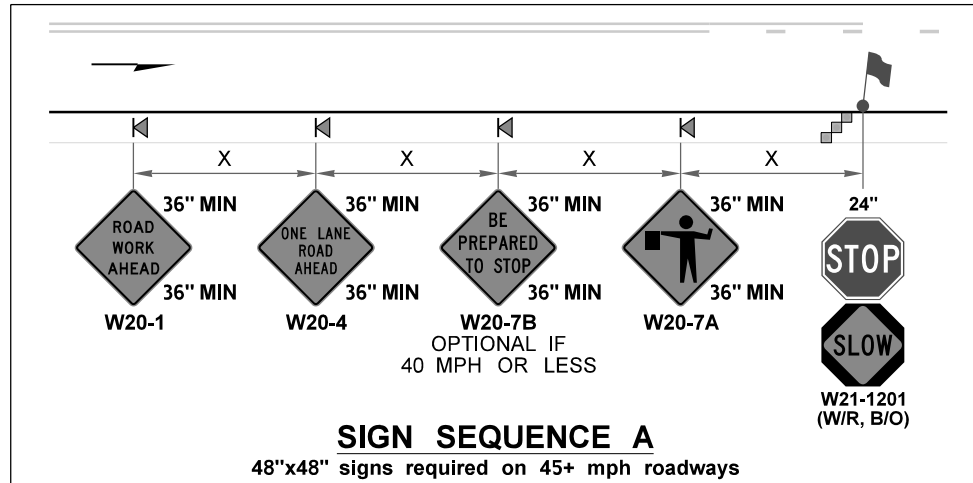 X X X X
36" MIN 36" MIN 36" MIN 36" MIN 24"
ROAD
WORK
AHEAD
ONE LANE
ROAD
AHEAD
BE
PREPARED
TO STOP
STOP
36" MIN 36" MIN 36" MIN 36" MIN
W20-1 W20-4 W20-7B W20-7A
OPTIONAL IF
40 MPH OR LESS
SLOW
W21-1201
(W/R, B/O)
SIGN SEQUENCE A
48"x48" signs required on 45+ mph roadways